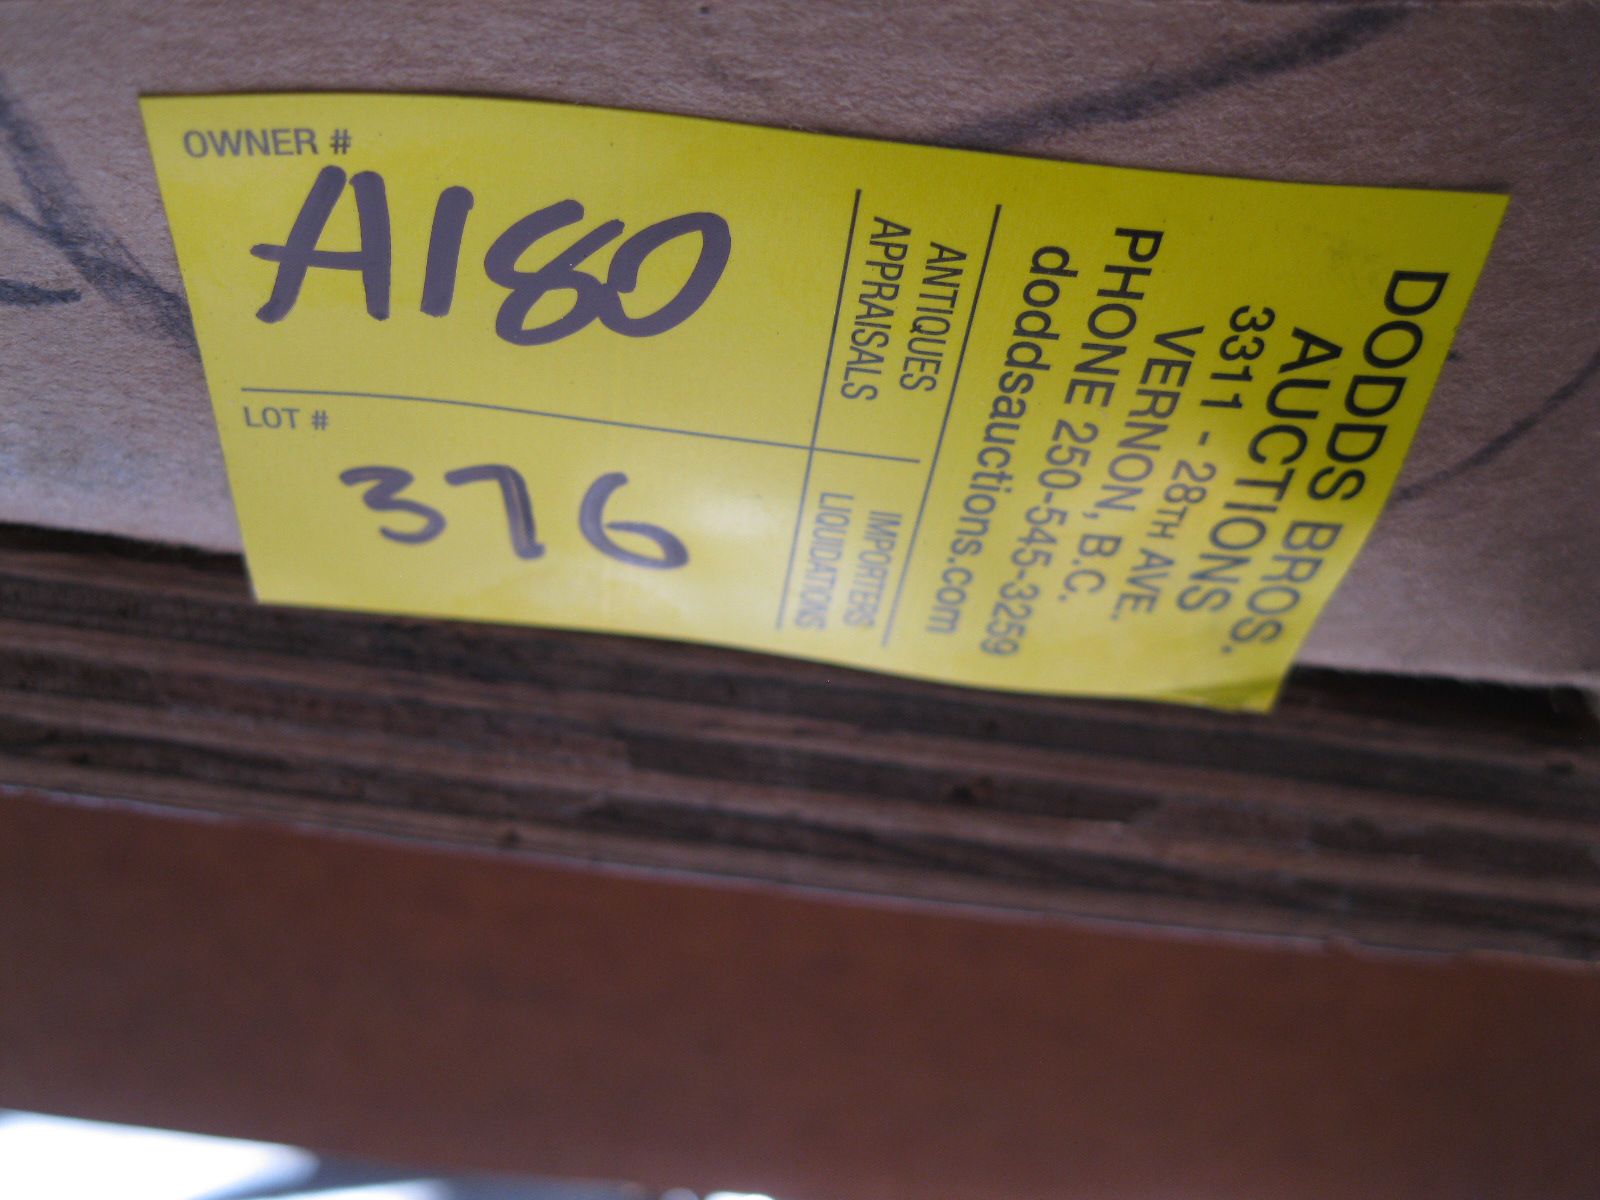 OWNER #
A180
LOT #
376
DODDS BROS.
AUCTIONS
3311 - 28TH AVE.
VERNON, B.C.
PHONE 250-545-3259
doddsauctions.com
ANTIQUES
APPRAISALS
IMPORTERS
LIQUIDATIONS